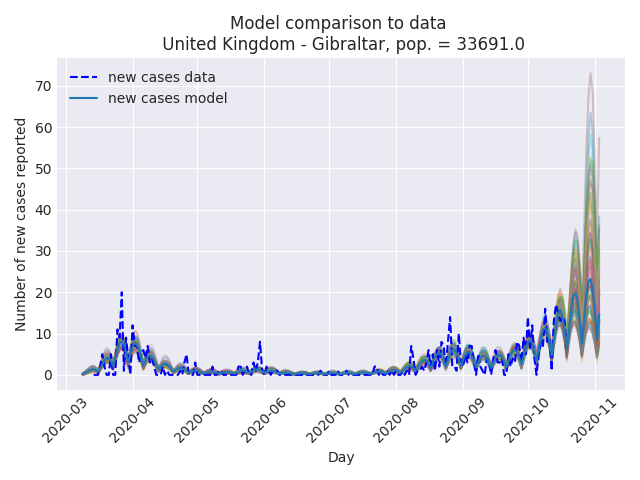 Model comparison to data
United Kingdom - Gibraltar, pop. = 33691.0
new cases data
new cases model
Number of new cases reported
70
60
50
40
30
20
10
0
2020-03
2020-04
2020-05
2020-06
2020-07
2020-08
2020-09
2020-10
2020-11
Day